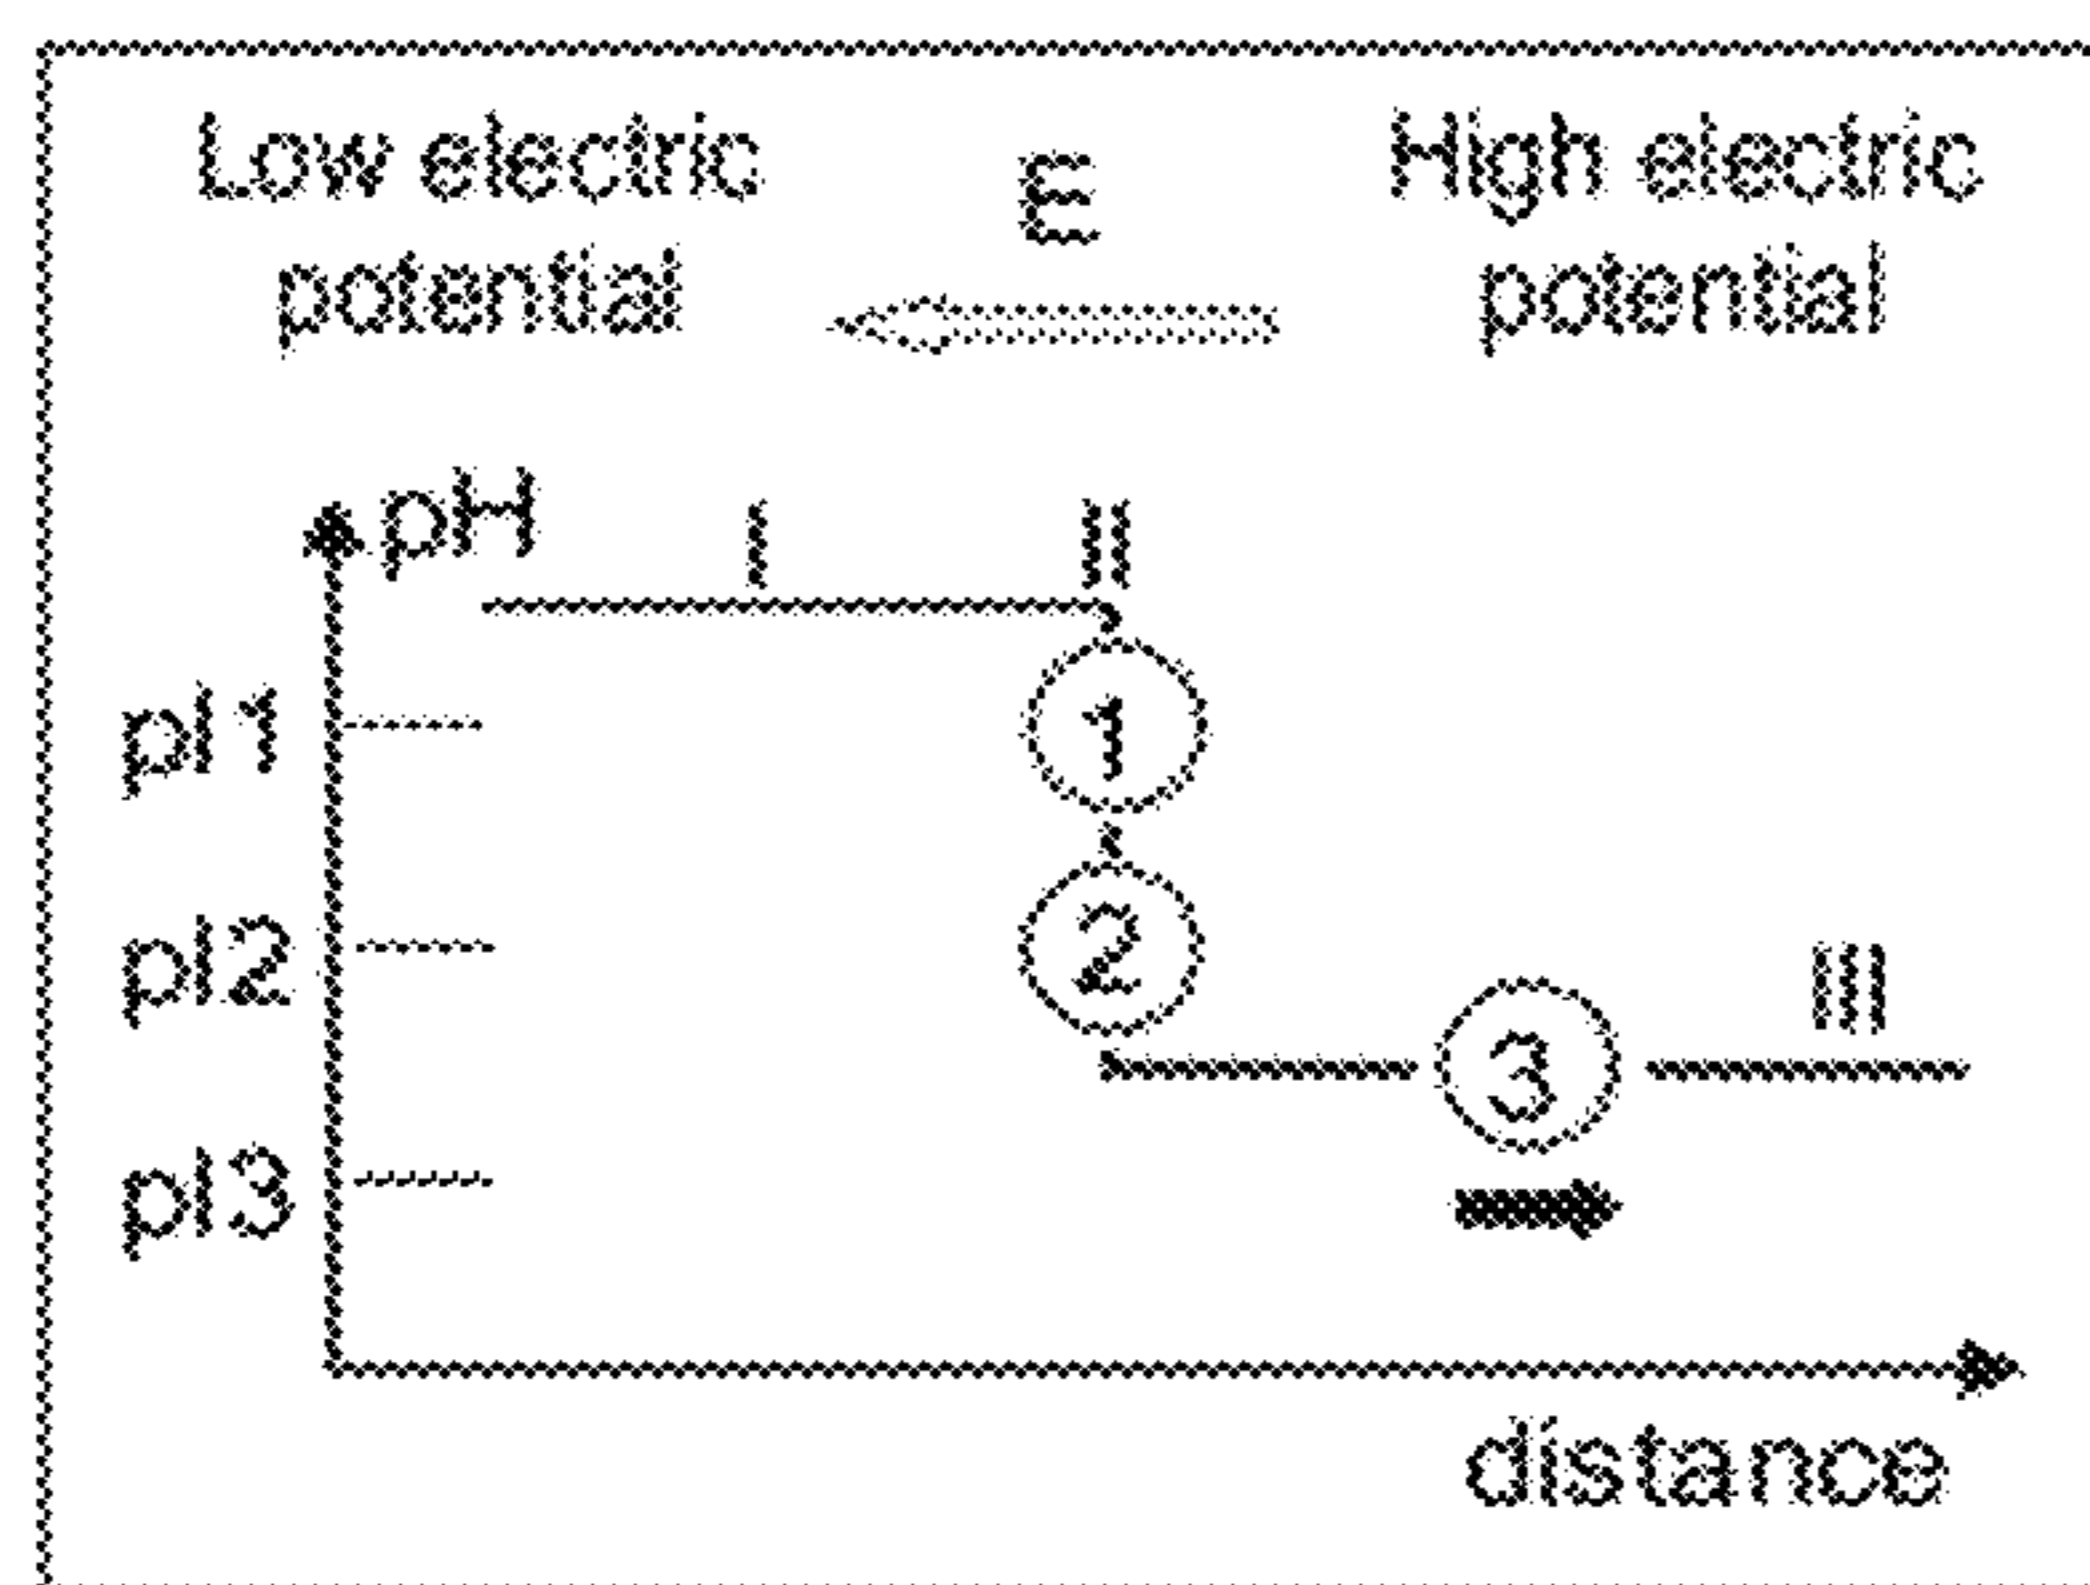 Low electric
potential
E
High electric
potential
pH
I
II
pI1
1
pI2
2
III
3
pI3
distance